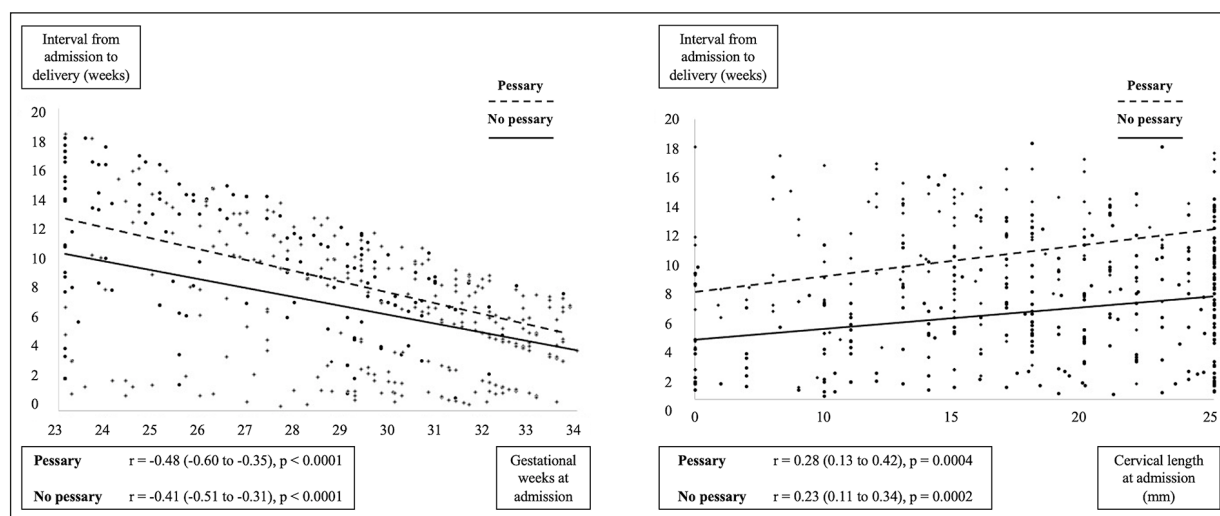 Interval from
admission to
delivery (weeks)
Pessary
No pessary
20
18
16
14
12
10
8
6
4
2
0
23 24 25 26 27 28 29 30 31 32 33 34
Pessary r = -0.48 (-0.60 to -0.35), p < 0.0001
No pessary r = -0.41 (-0.51 to -0.31), p < 0.0001
Gestational
weeks at
admission
Interval from
admission to
delivery (weeks)
Pessary
No pessary
20
18
16
14
12
10
8
6
4
2
0
0 10 15 20 25
Pessary r = 0.28 (0.13 to 0.42), p = 0.0004
No pessary r = 0.23 (0.11 to 0.34), p = 0.0002
Cervical length
at admission
(mm)